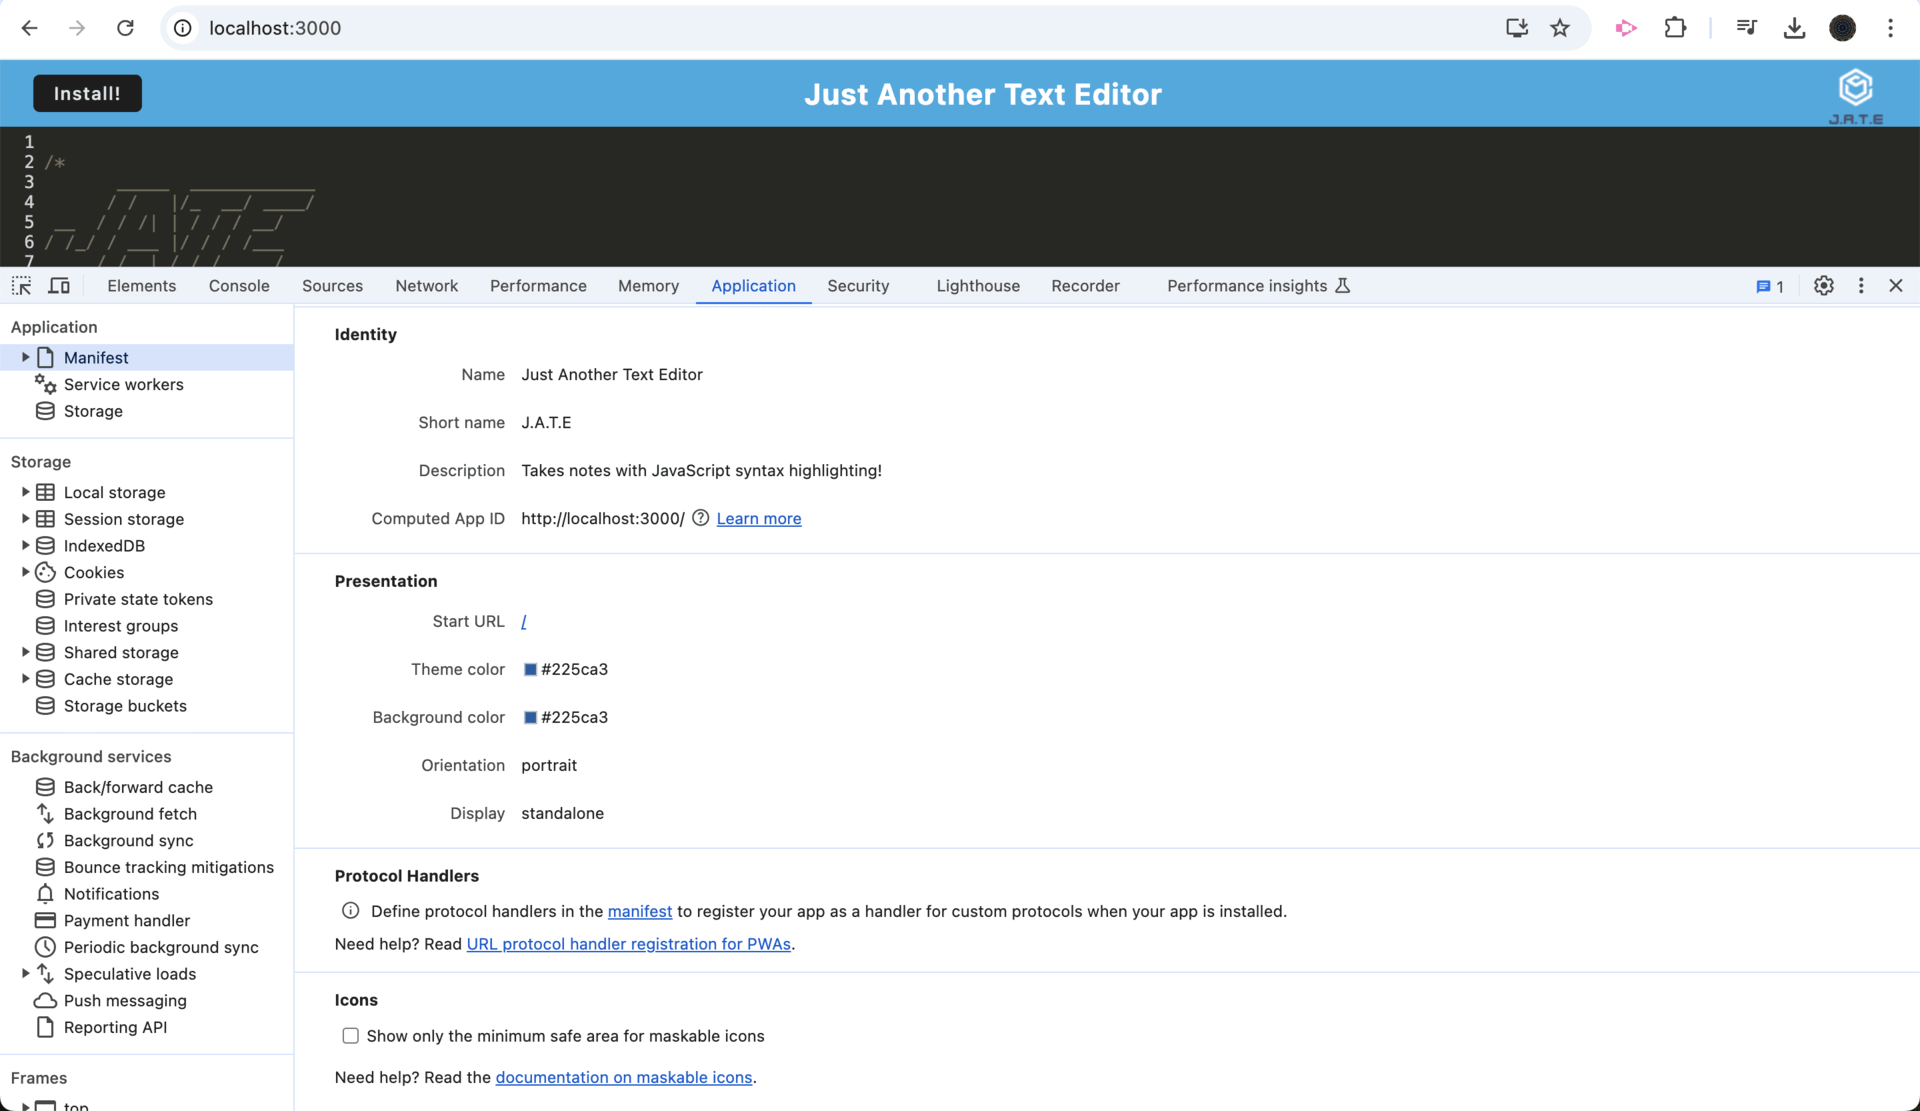 localhost:3000
Install!
Just Another Text Editor
J.A.T.E
1
2 /*
3
4
5
6
7
Elements Console Sources Network Performance Memory Application Security Lighthouse Recorder Performance insights 1
Application
Manifest
Service workers
Storage
Storage
Local storage
Session storage
IndexedDB
Cookies
Private state tokens
Interest groups
Shared storage
Cache storage
Storage buckets
Background services
Back/forward cache
Background fetch
Background sync
Bounce tracking mitigations
Notifications
Payment handler
Periodic background sync
Speculative loads
Push messaging
Reporting API
Frames
top
Identity
Name Just Another Text Editor
Short name J.A.T.E
Description Takes notes with JavaScript syntax highlighting!
Computed App ID http://localhost:3000/ Learn more
Presentation
Start URL /
Theme color #225ca3
Background color #225ca3
Orientation portrait
Display standalone
Protocol Handlers
Define protocol handlers in the manifest to register your app as a handler for custom protocols when your app is installed.
Need help? Read URL protocol handler registration for PWAs.
Icons
Show only the minimum safe area for maskable icons
Need help? Read the documentation on maskable icons.